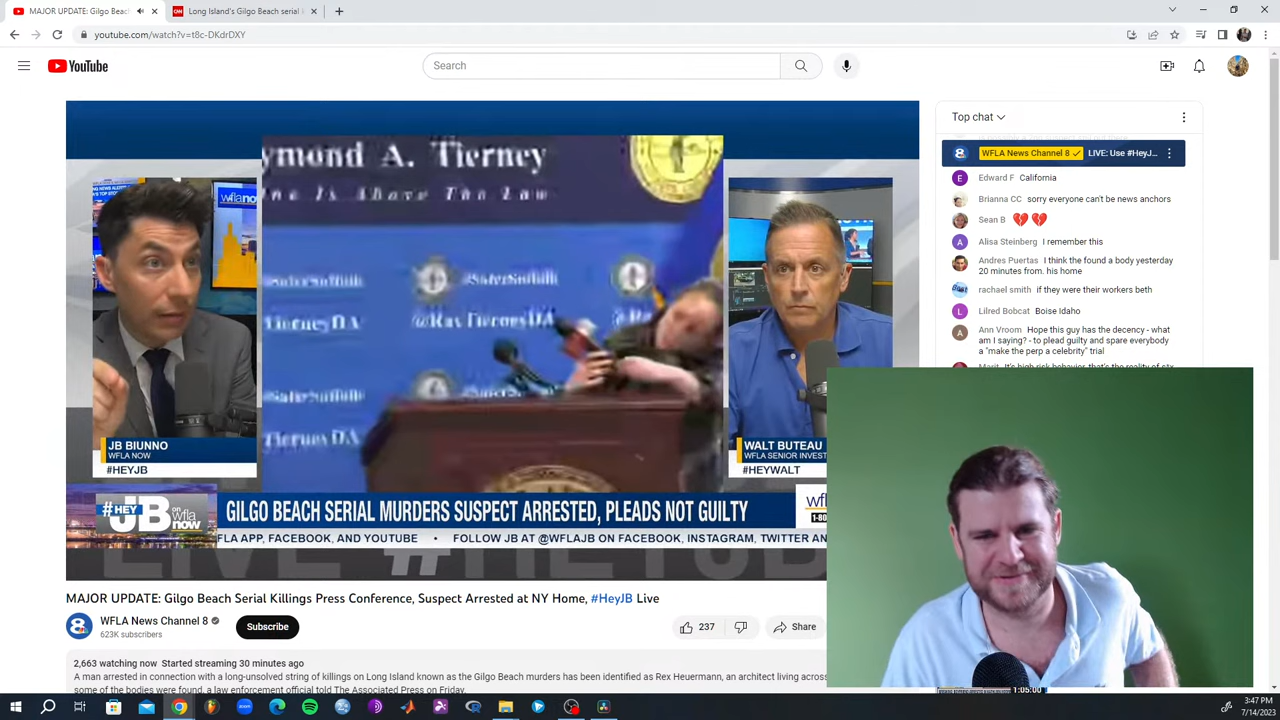 MAJOR UPDATE: Gilgo Beac
Long Island's Gilgo Beach serial k
youtube.com/watch?v=t8c-DKdrDXY
YouTube
Search
ymond A. Tierney
ne Is Above The Law
JB BIUNNO
WFLA NOW
#HEYJB
WALT BUTEAU
WFLA SENIOR INVEST
#HEYWALT
#HEY JB on wfla now
GILGO BEACH SERIAL MURDERS SUSPECT ARRESTED, PLEADS NOT GUILTY
wfl
1-80
FLA APP, FACEBOOK, AND YOUTUBE • FOLLOW JB AT @WFLAJB ON FACEBOOK, INSTAGRAM, TWITTER AN
MAJOR UPDATE: Gilgo Beach Serial Killings Press Conference, Suspect Arrested at NY Home, #HeyJB Live
WFLA News Channel 8
623K subscribers
Subscribe
237
Share
2,663 watching now Started streaming 30 minutes ago
A man arrested in connection with a long-unsolved string of killings on Long Island known as the Gilgo Beach murders has been identified as Rex Heuermann, an architect living across
some of the bodies were found, a law enforcement official told The Associated Press on Friday.
Top chat
WFLA News Channel 8 LIVE: Use #HeyJ...
Edward F California
Brianna CC sorry everyone can't be news anchors
Sean B 💔💔
Alisa Steinberg I remember this
Andres Puertas I think the found a body yesterday
20 minutes from. his home
rachael smith if they were their workers beth
Lilred Bobcat Boise Idaho
Ann Vroom Hope this guy has the decency - what
am I saying? - to plead guilty and spare everybody
a "make the perp a celebrity" trial
1:05:00
3:47 PM
7/14/2023